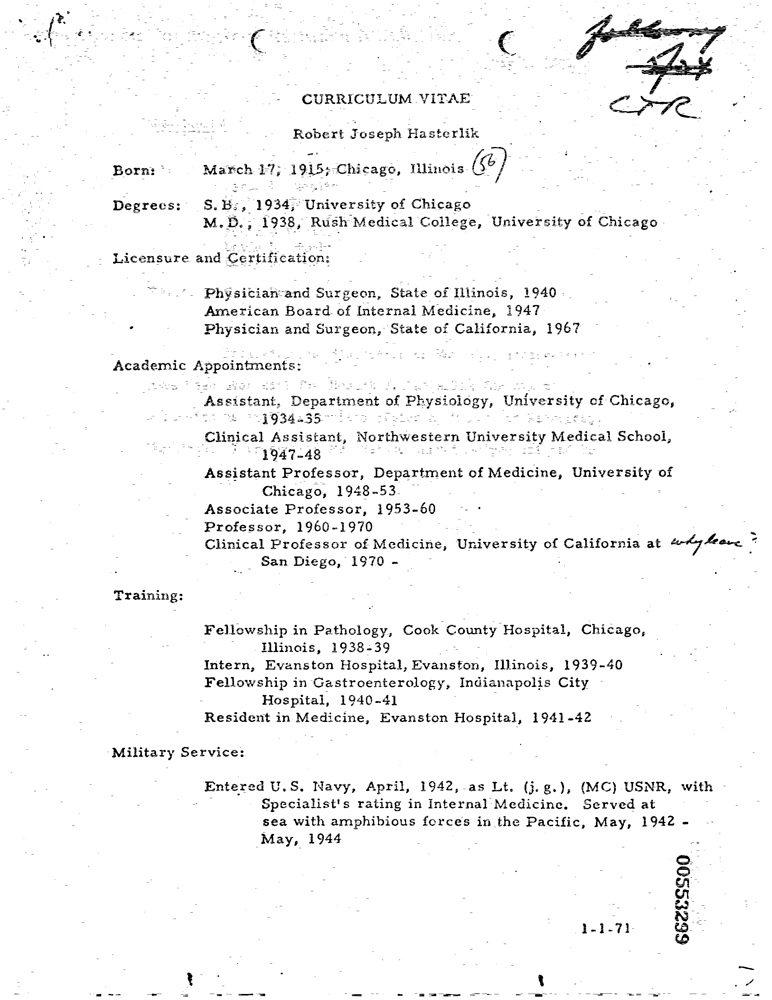 following
CTR
CURRICULUM VITAE
Robert Joseph Hasterlik
Born: March 17, 1915; Chicago, Illinois (56)
Degrees: S.B., 1934, University of Chicago
M.D., 1938, Rush Medical College, University of Chicago
Licensure and Certification:
Physician and Surgeon, State of Illinois, 1940
American Board of Internal Medicine, 1947
Physician and Surgeon, State of California, 1967
Academic Appointments:
Assistant, Department of Physiology, University of Chicago,
1934-35
Clinical Assistant, Northwestern University Medical School,
1947-48
Assistant Professor, Department of Medicine, University of
Chicago, 1948-53
Associate Professor, 1953-60
Professor, 1960-1970
Clinical Professor of Medicine, University of California at why leave?
San Diego, 1970 -
Training:
Fellowship in Pathology, Cook County Hospital, Chicago,
Illinois, 1938-39
Intern, Evanston Hospital, Evanston, Illinois, 1939-40
Fellowship in Gastroenterology, Indianapolis City
Hospital, 1940-41
Resident in Medicine, Evanston Hospital, 1941-42
Military Service:
Entered U.S. Navy, April, 1942, as Lt. (j.g.), (MC) USNR, with
Specialist's rating in Internal Medicine. Served at
sea with amphibious forces in the Pacific, May, 1942 -
May, 1944
00553299
1-1-71